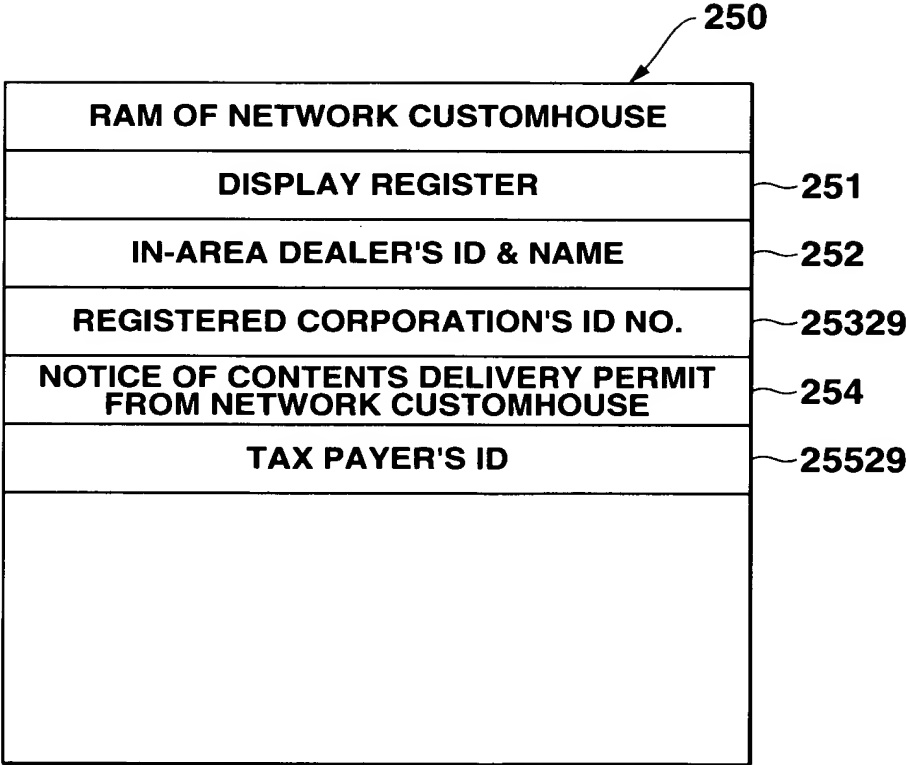 250
RAM OF NETWORK CUSTOMHOUSE
DISPLAY REGISTER 251
IN-AREA DEALER'S ID & NAME 252
REGISTERED CORPORATION'S ID NO. 25329
NOTICE OF CONTENTS DELIVERY PERMIT
FROM NETWORK CUSTOMHOUSE 254
TAX PAYER'S ID 25529